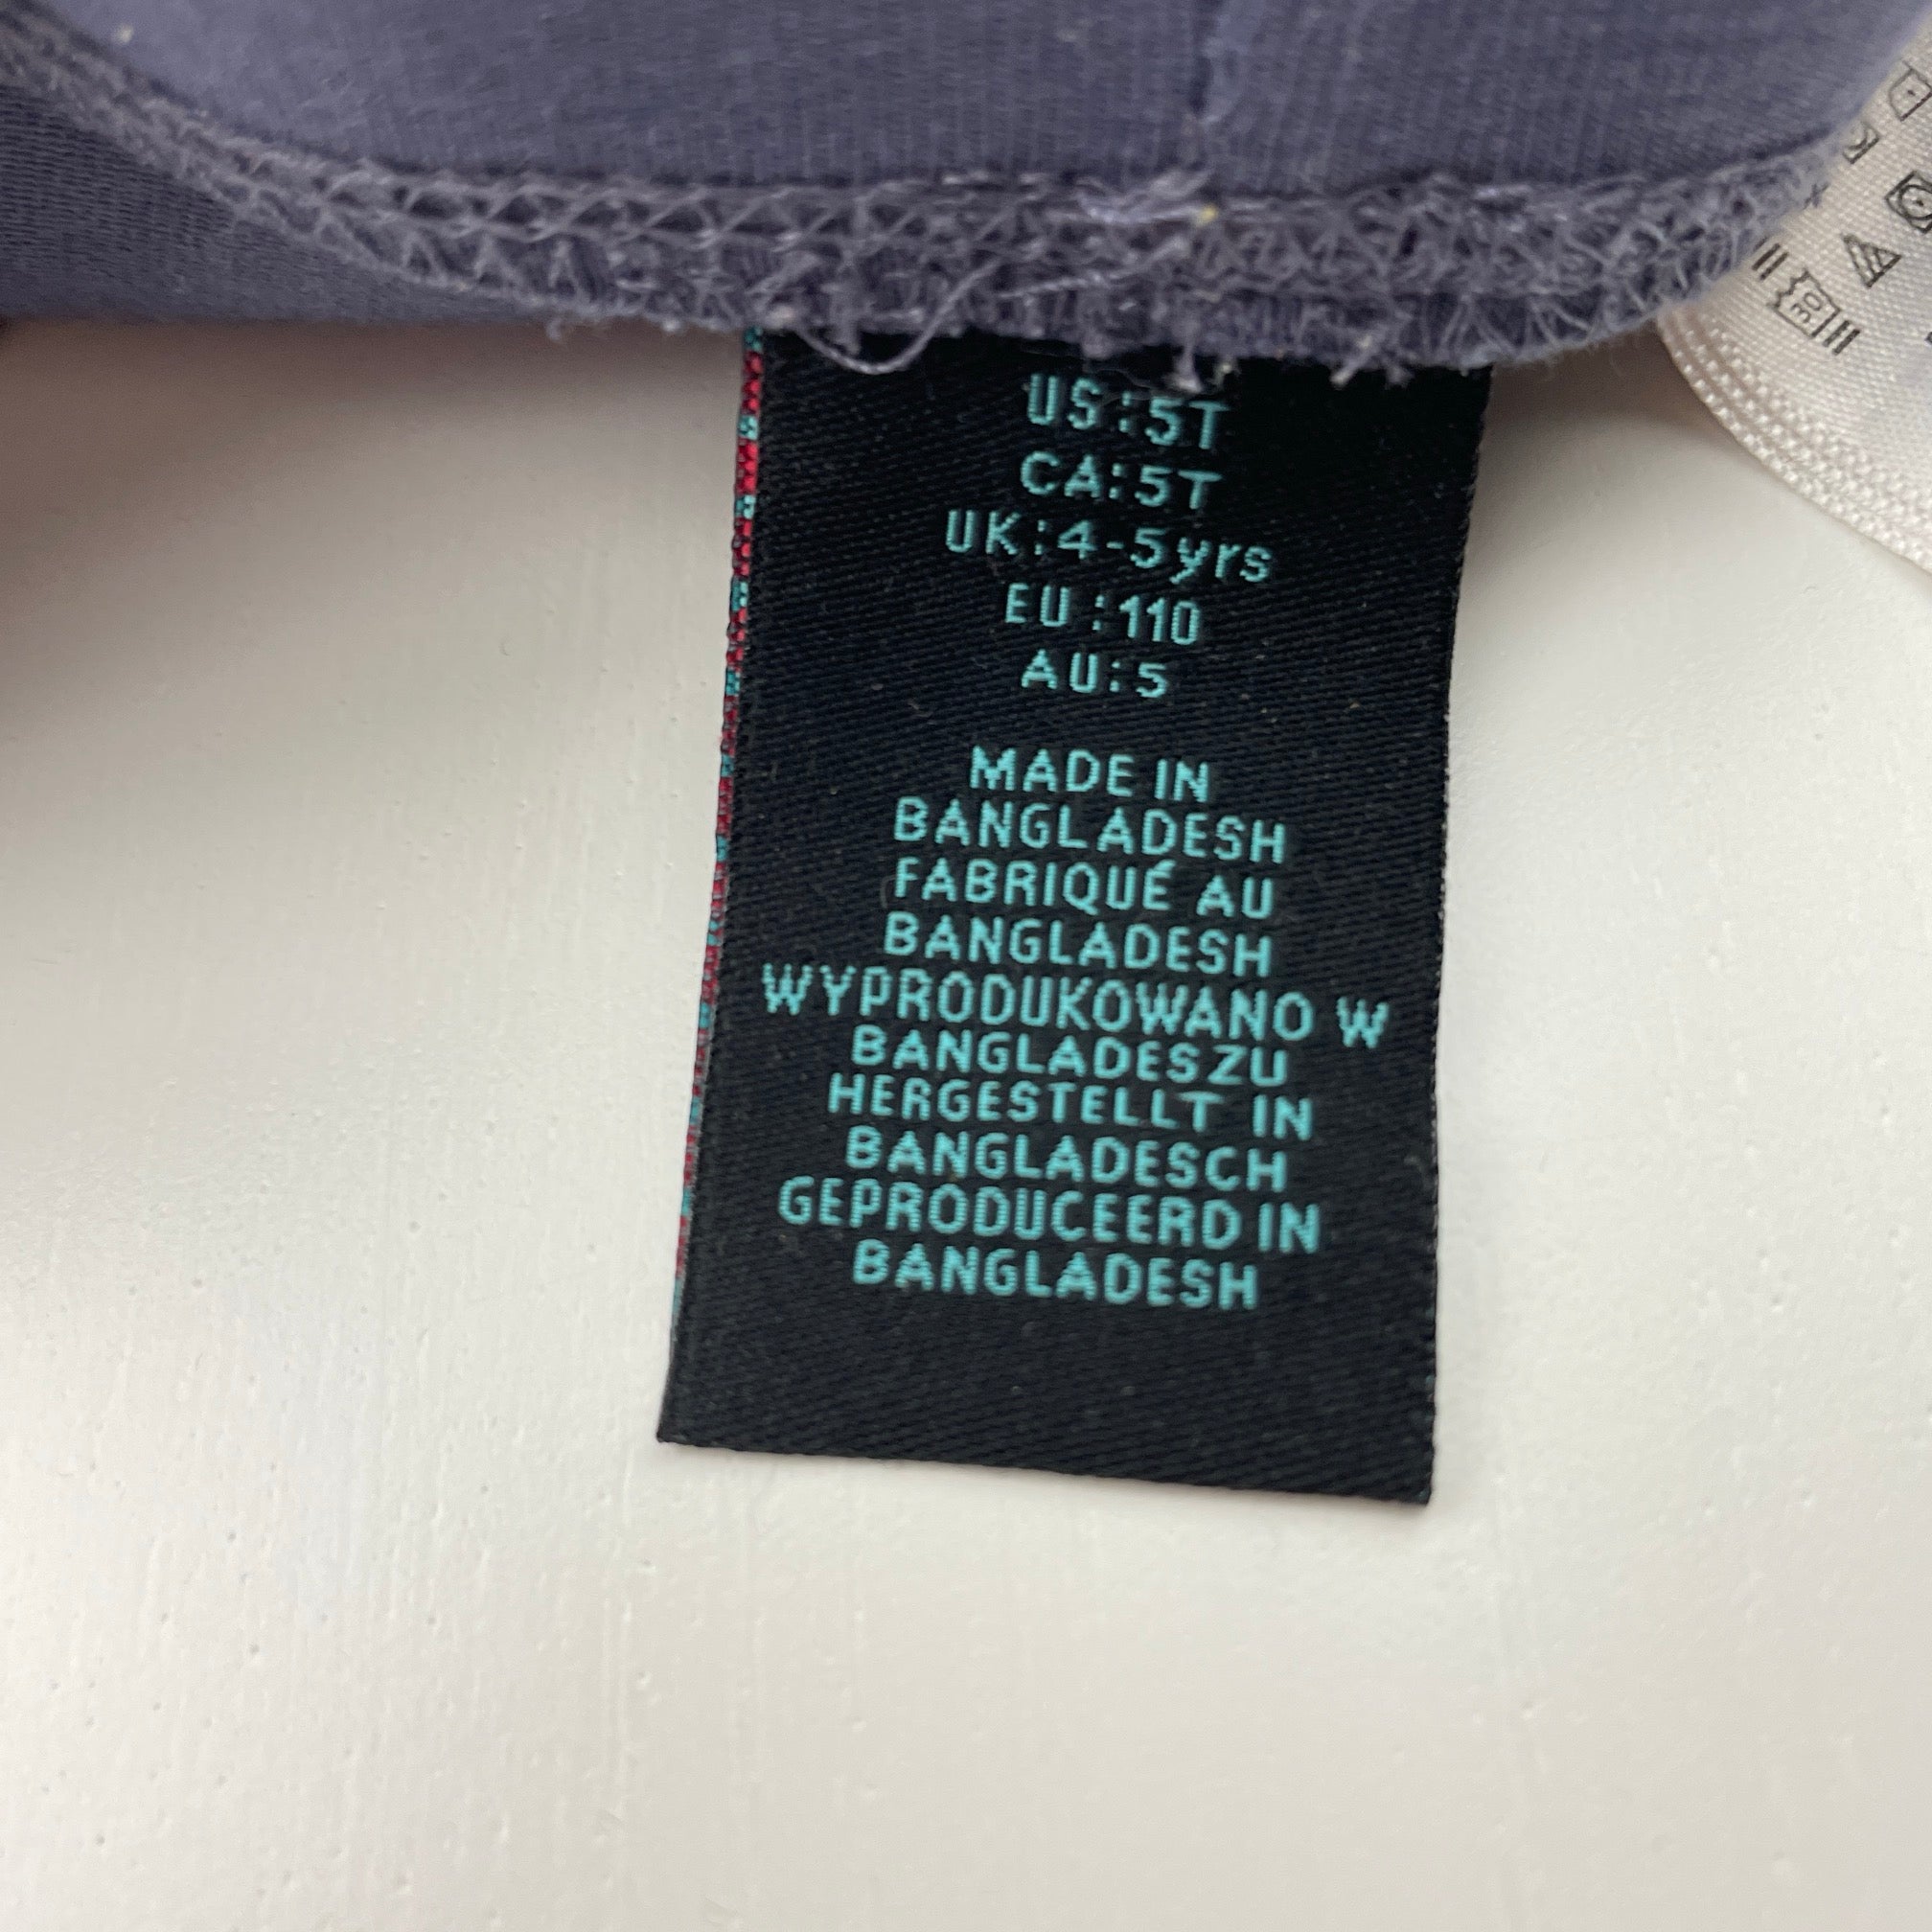 US:5T
CA:5T
UK:4-5yrs
EU:110
AU:5
MADE IN
BANGLADESH
FABRIQUÉ AU
BANGLADESH
WYPRODUKOWANO W
BANGLADESZU
HERGESTELLT IN
BANGLADESCH
GEPRODUCEERD IN
BANGLADESH